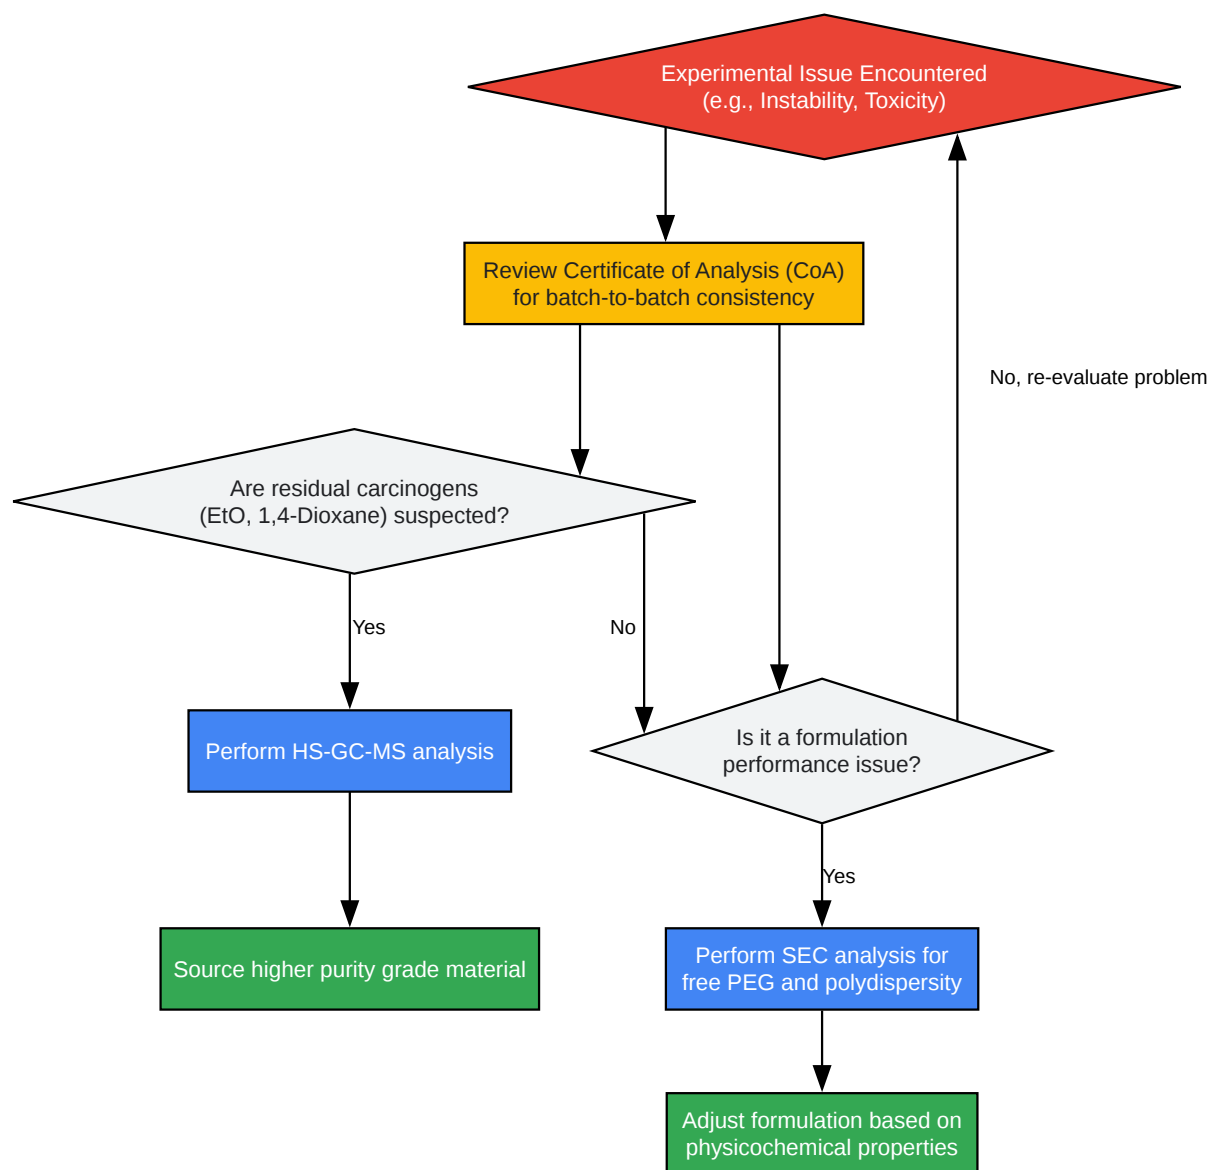 Experimental Issue Encountered
(e.g., Instability, Toxicity)
Review Certificate of Analysis (CoA)
for batch-to-batch consistency
No, re-evaluate problem
Are residual carcinogens
(EtO, 1,4-Dioxane) suspected?
Yes
No
Perform HS-GC-MS analysis
Is it a formulation
performance issue?
Yes
Source higher purity grade material
Perform SEC analysis for
free PEG and polydispersity
Adjust formulation based on
physicochemical properties